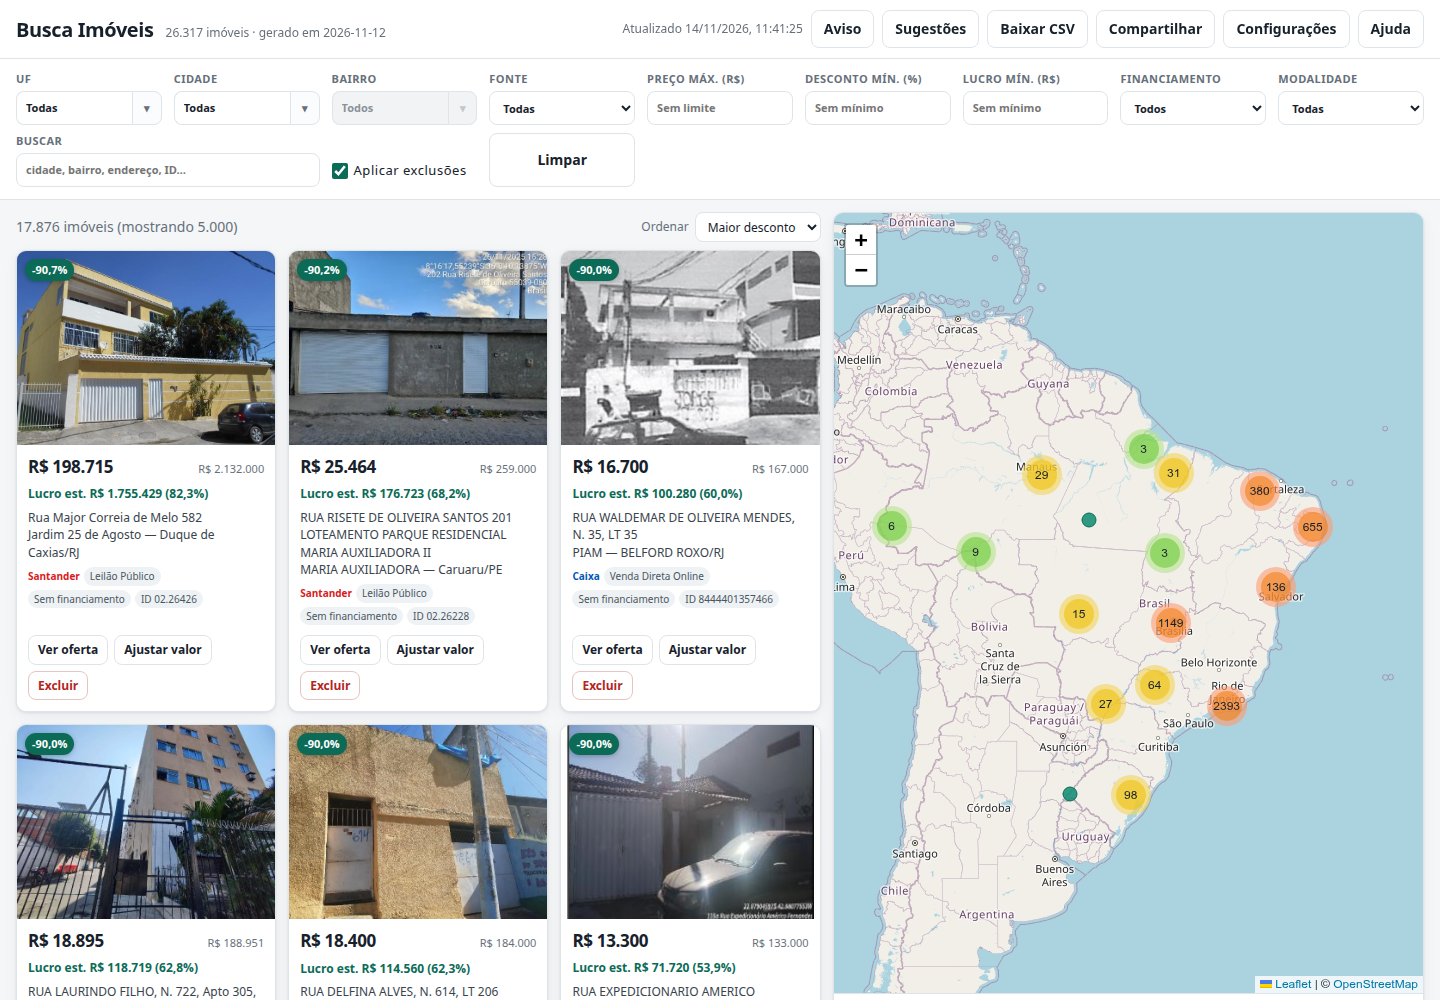 Busca Imóveis 26.317 imóveis · gerado em 2026-11-12
Atualizado 14/11/2026, 11:41:25 Aviso Sugestões Baixar CSV Compartilhar Configurações Ajuda
UF CIDADE BAIRRO FONTE PREÇO MÁX. (R$) DESCONTO MÍN. (%) LUCRO MÍN. (R$) FINANCIAMENTO MODALIDADE
Todas Todas Todos Todas Sem limite Sem mínimo Sem mínimo Todos Todas
BUSCAR
cidade, bairro, endereço, ID...
Aplicar exclusões
Limpar
17.876 imóveis (mostrando 5.000)
Ordenar Maior desconto
-90,7%
R$ 198.715 R$ 2.132.000
Lucro est. R$ 1.755.429 (82,3%)
Rua Major Correia de Melo 582
Jardim 25 de Agosto — Duque de
Caxias/RJ
Santander Leilão Público
Sem financiamento ID 02.26426
Ver oferta Ajustar valor
Excluir
-90,2%
202 Rua Risete de Oliveira Santos
R$ 25.464 R$ 259.000
Lucro est. R$ 176.723 (68,2%)
RUA RISETE DE OLIVEIRA SANTOS 201
LOTEAMENTO PARQUE RESIDENCIAL
MARIA AUXILIADORA II
MARIA AUXILIADORA — Caruaru/PE
Santander Leilão Público
Sem financiamento ID 02.26228
Ver oferta Ajustar valor
Excluir
-90,0%
R$ 16.700 R$ 167.000
Lucro est. R$ 100.280 (60,0%)
RUA WALDEMAR DE OLIVEIRA MENDES,
N. 35, LT 35
PIAM — BELFORD ROXO/RJ
Caixa Venda Direta Online
Sem financiamento ID 8444401357466
Ver oferta Ajustar valor
Excluir
-90,0%
R$ 18.895 R$ 188.951
Lucro est. R$ 118.719 (62,8%)
RUA LAURINDO FILHO, N. 722, Apto 305,
-90,0%
R$ 18.400 R$ 184.000
Lucro est. R$ 114.560 (62,3%)
RUA DELFINA ALVES, N. 614, LT 206
-90,0%
R$ 13.300 R$ 133.000
Lucro est. R$ 71.720 (53,9%)
RUA EXPEDICIONARIO AMERICO
+
−
Dominicana
Maracaibo
Caracas
Medellín
Venezuela
Guyana
Colombia
3
31
Manaus
29
380
655
6
9
3
Perú
136
Salvador
15
Brasil
1149
Brasília
Bolivia
Santa
Cruz de
la Sierra
Belo Horizonte
64
Rio de
Janeiro
2393
27
Paraguay /
Paraguái
São Paulo
Asunción
Curitiba
98
Córdoba
Uruguay
Santiago
Buenos
Aires
Chile
Argentina
Leaflet | © OpenStreetMap